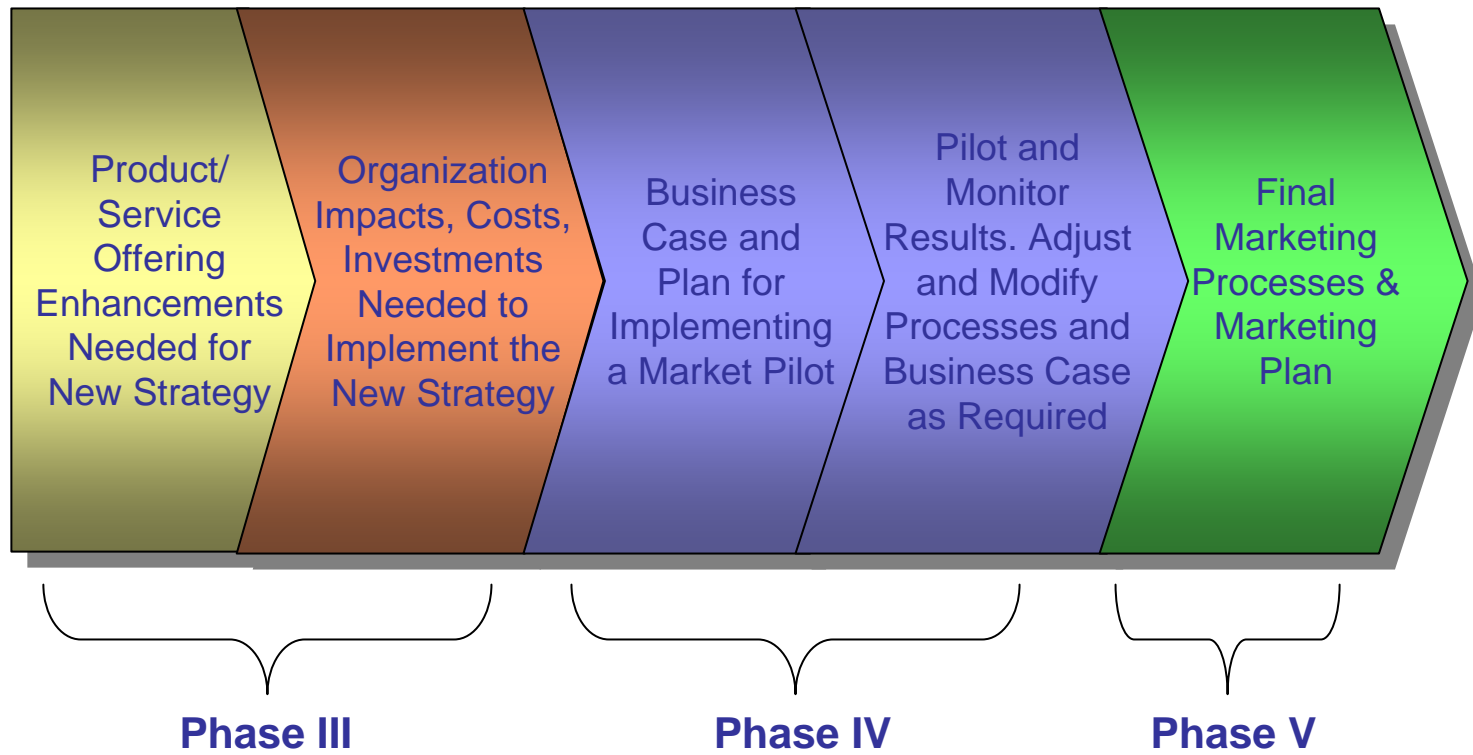 Product/
Service
Offering
Enhancements
Needed for
New Strategy
Organization
Impacts, Costs,
Investments
Needed to
Implement the
New Strategy
Business
Case and
Plan for
Implementing
a Market Pilot
Pilot and
Monitor
Results. Adjust
and Modify
Processes and
Business Case
as Required
Final
Marketing
Processes &
Marketing
Plan
Phase III
Phase IV
Phase V